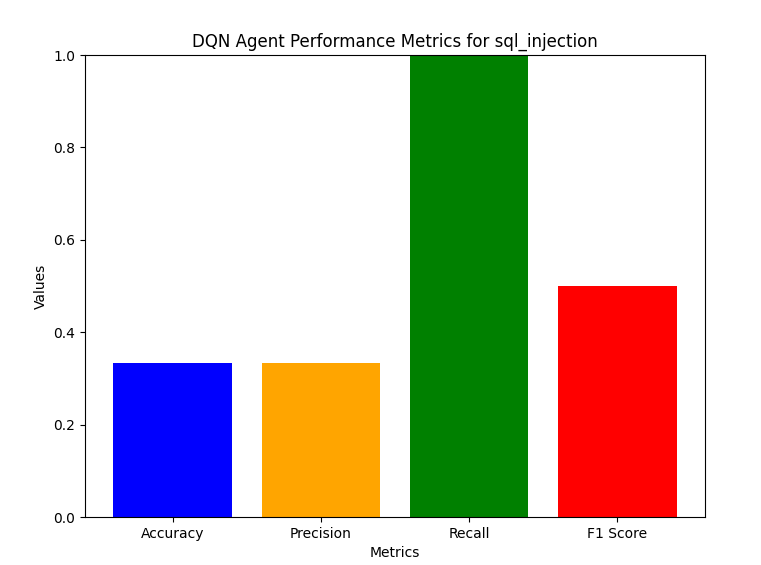 DQN Agent Performance Metrics for sql_injection
1.0
0.8
0.6
0.4
0.2
0.0
Values
Accuracy Precision Recall F1 Score
Metrics